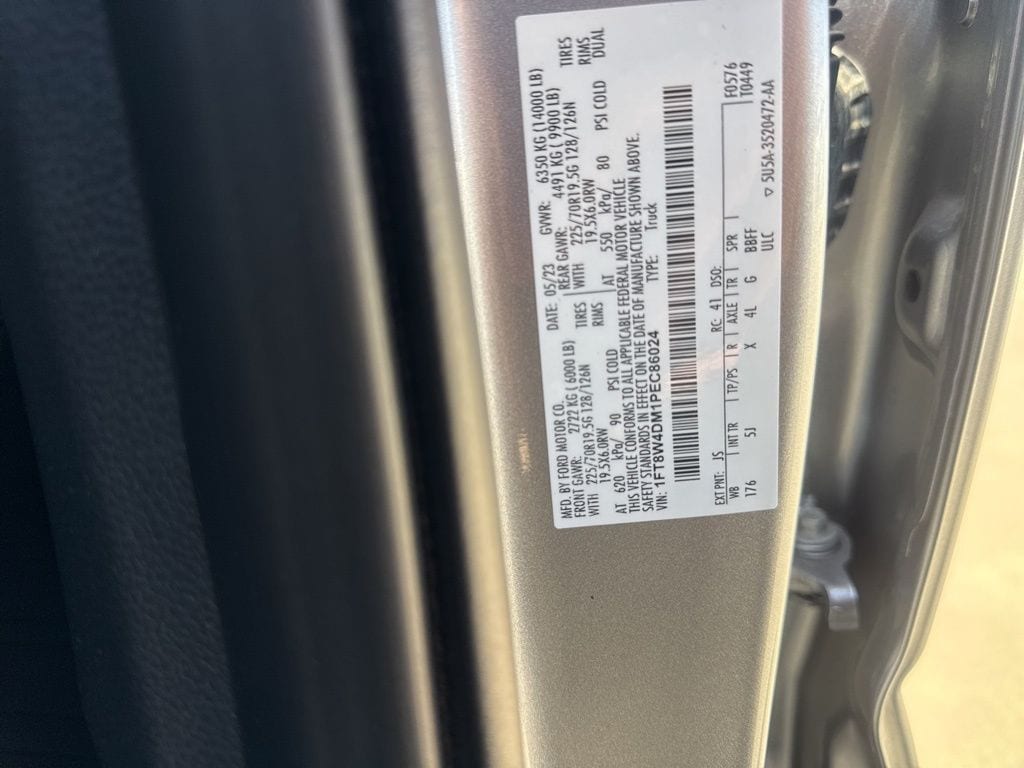 MFD. BY FORD MOTOR CO.
DATE: 05/23 GVWR: 6350 KG (14000 LB)
FRONT GAWR: 2722 KG ( 6000 LB)
REAR GAWR: 4491 KG ( 9900 LB)
WITH 225/70R19.5G 128/126N TIRES
19.5X6.0RW RIMS
WITH 225/70R19.5G 128/126N TIRES
19.5X6.0RW RIMS
AT 620 kPa/ 90 PSI COLD
AT 550 kPa/ 80 PSI COLD DUAL
THIS VEHICLE CONFORMS TO ALL APPLICABLE FEDERAL MOTOR VEHICLE
SAFETY STANDARDS IN EFFECT ON THE DATE OF MANUFACTURE SHOWN ABOVE.
VIN: 1FT8W4DM1PEC86024 TYPE: Truck
F0576
T0449
EXT PNT: JS RC: 41 DSO:
WB INT TR TP/PS R AXLE TR SPR
176 5J X 4L G BBFF
ULC
▽ 5U5A-3520472-AA